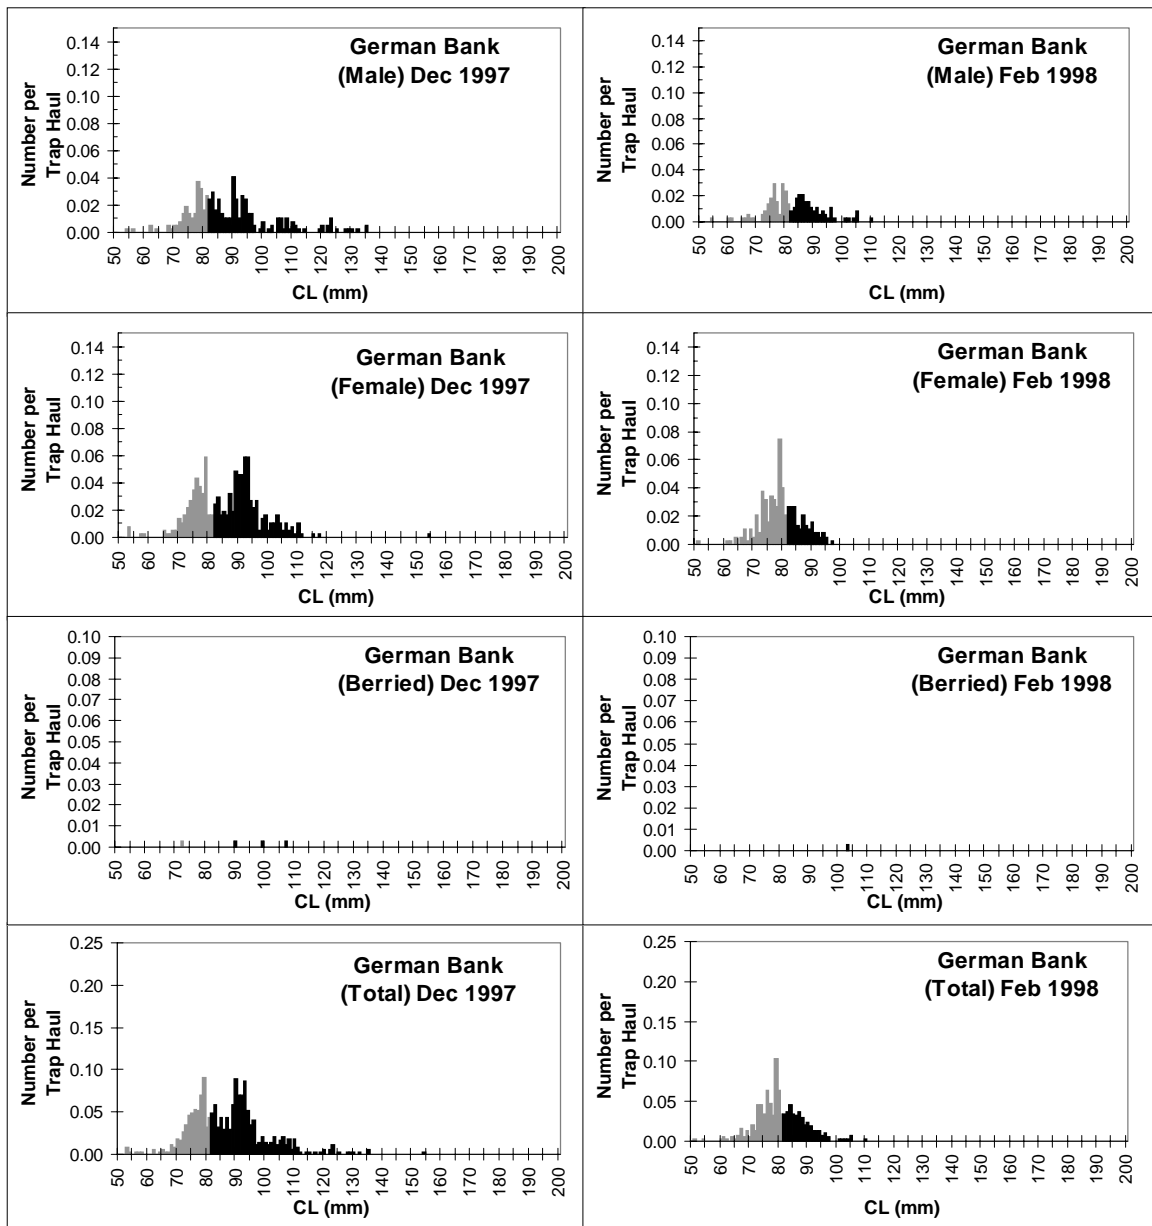 German Bank
(Male) Dec 1997
Number per
Trap Haul
0.14
0.12
0.10
0.08
0.06
0.04
0.02
0.00
50 60 70 80 90 100 110 120 130 140 150 160 170 180 190 200
CL (mm)
German Bank
(Male) Feb 1998
Number per
Trap Haul
0.14
0.12
0.10
0.08
0.06
0.04
0.02
0.00
50 60 70 80 90 100 110 120 130 140 150 160 170 180 190 200
CL (mm)
German Bank
(Female) Dec 1997
Number per
Trap Haul
0.14
0.12
0.10
0.08
0.06
0.04
0.02
0.00
50 60 70 80 90 100 110 120 130 140 150 160 170 180 190 200
CL (mm)
German Bank
(Female) Feb 1998
Number per
Trap Haul
0.14
0.12
0.10
0.08
0.06
0.04
0.02
0.00
50 60 70 80 90 100 110 120 130 140 150 160 170 180 190 200
CL (mm)
German Bank
(Berried) Dec 1997
Number per
Trap Haul
0.10
0.09
0.08
0.07
0.06
0.05
0.04
0.03
0.02
0.01
0.00
50 60 70 80 90 100 110 120 130 140 150 160 170 180 190 200
CL (mm)
German Bank
(Berried) Feb 1998
Number per
Trap Haul
0.10
0.09
0.08
0.07
0.06
0.05
0.04
0.03
0.02
0.01
0.00
50 60 70 80 90 100 110 120 130 140 150 160 170 180 190 200
CL (mm)
German Bank
(Total) Dec 1997
Number per
Trap Haul
0.25
0.20
0.15
0.10
0.05
0.00
50 60 70 80 90 100 110 120 130 140 150 160 170 180 190 200
CL (mm)
German Bank
(Total) Feb 1998
Number per
Trap Haul
0.25
0.20
0.15
0.10
0.05
0.00
50 60 70 80 90 100 110 120 130 140 150 160 170 180 190 200
CL (mm)